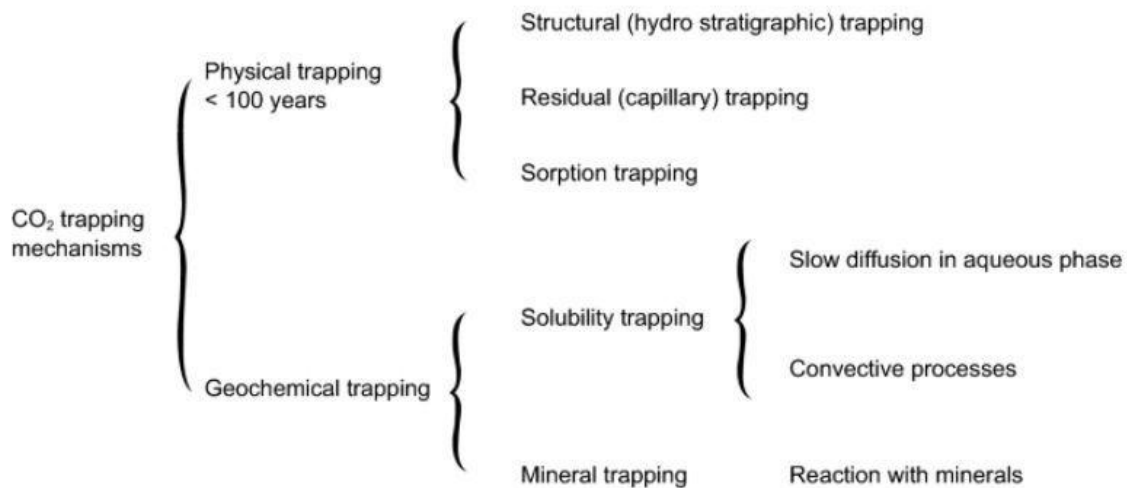 Structural (hydro stratigraphic) trapping
Physical trapping
< 100 years
Residual (capillary) trapping
Sorption trapping
CO₂ trapping
mechanisms
Slow diffusion in aqueous phase
Solubility trapping
Convective processes
Geochemical trapping
Mineral trapping
Reaction with minerals